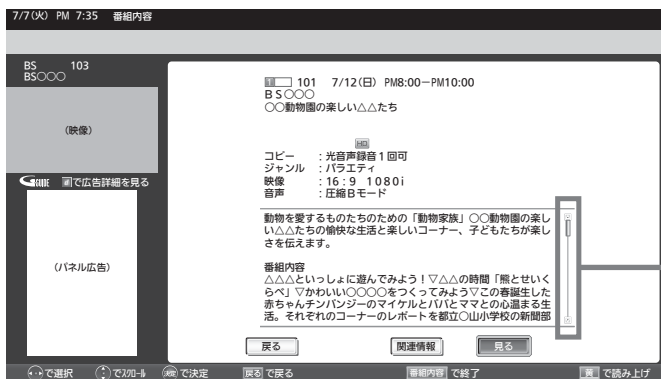 7/7(火) PM 7:35 番組内容
BS 103
BS○○○
(映像)
GUIDE 画で広告詳細を見る
(パネル広告)
1 101 7/12(日) PM8:00−PM10:00
BS○○○
○○動物園の楽しい△△たち
HD
コピー :光音声録音1回可
ジャンル :バラエティ
映像 :16:9 1080i
音声 :圧縮Bモード
動物を愛するものたちのための「動物家族」○○動物園の楽し
い△△たちの愉快な生活と楽しいコーナー、子どもたちが楽し
さを伝えます。
番組内容
△△△といっしょに遊んでみよう!▽△△の時間「熊とせいく
らべ」▽かわいい○○○○をつくってみよう▽この春誕生した
赤ちゃんチンパンジーのマイケルとパパとママとの心温まる生
活。それぞれのコーナーのレポートを都立○山小学校の新聞部
戻る 関連情報 見る
で選択 でスクロール 決定 で決定 戻る で戻る 番組内容 で終了 黄 で読み上げ